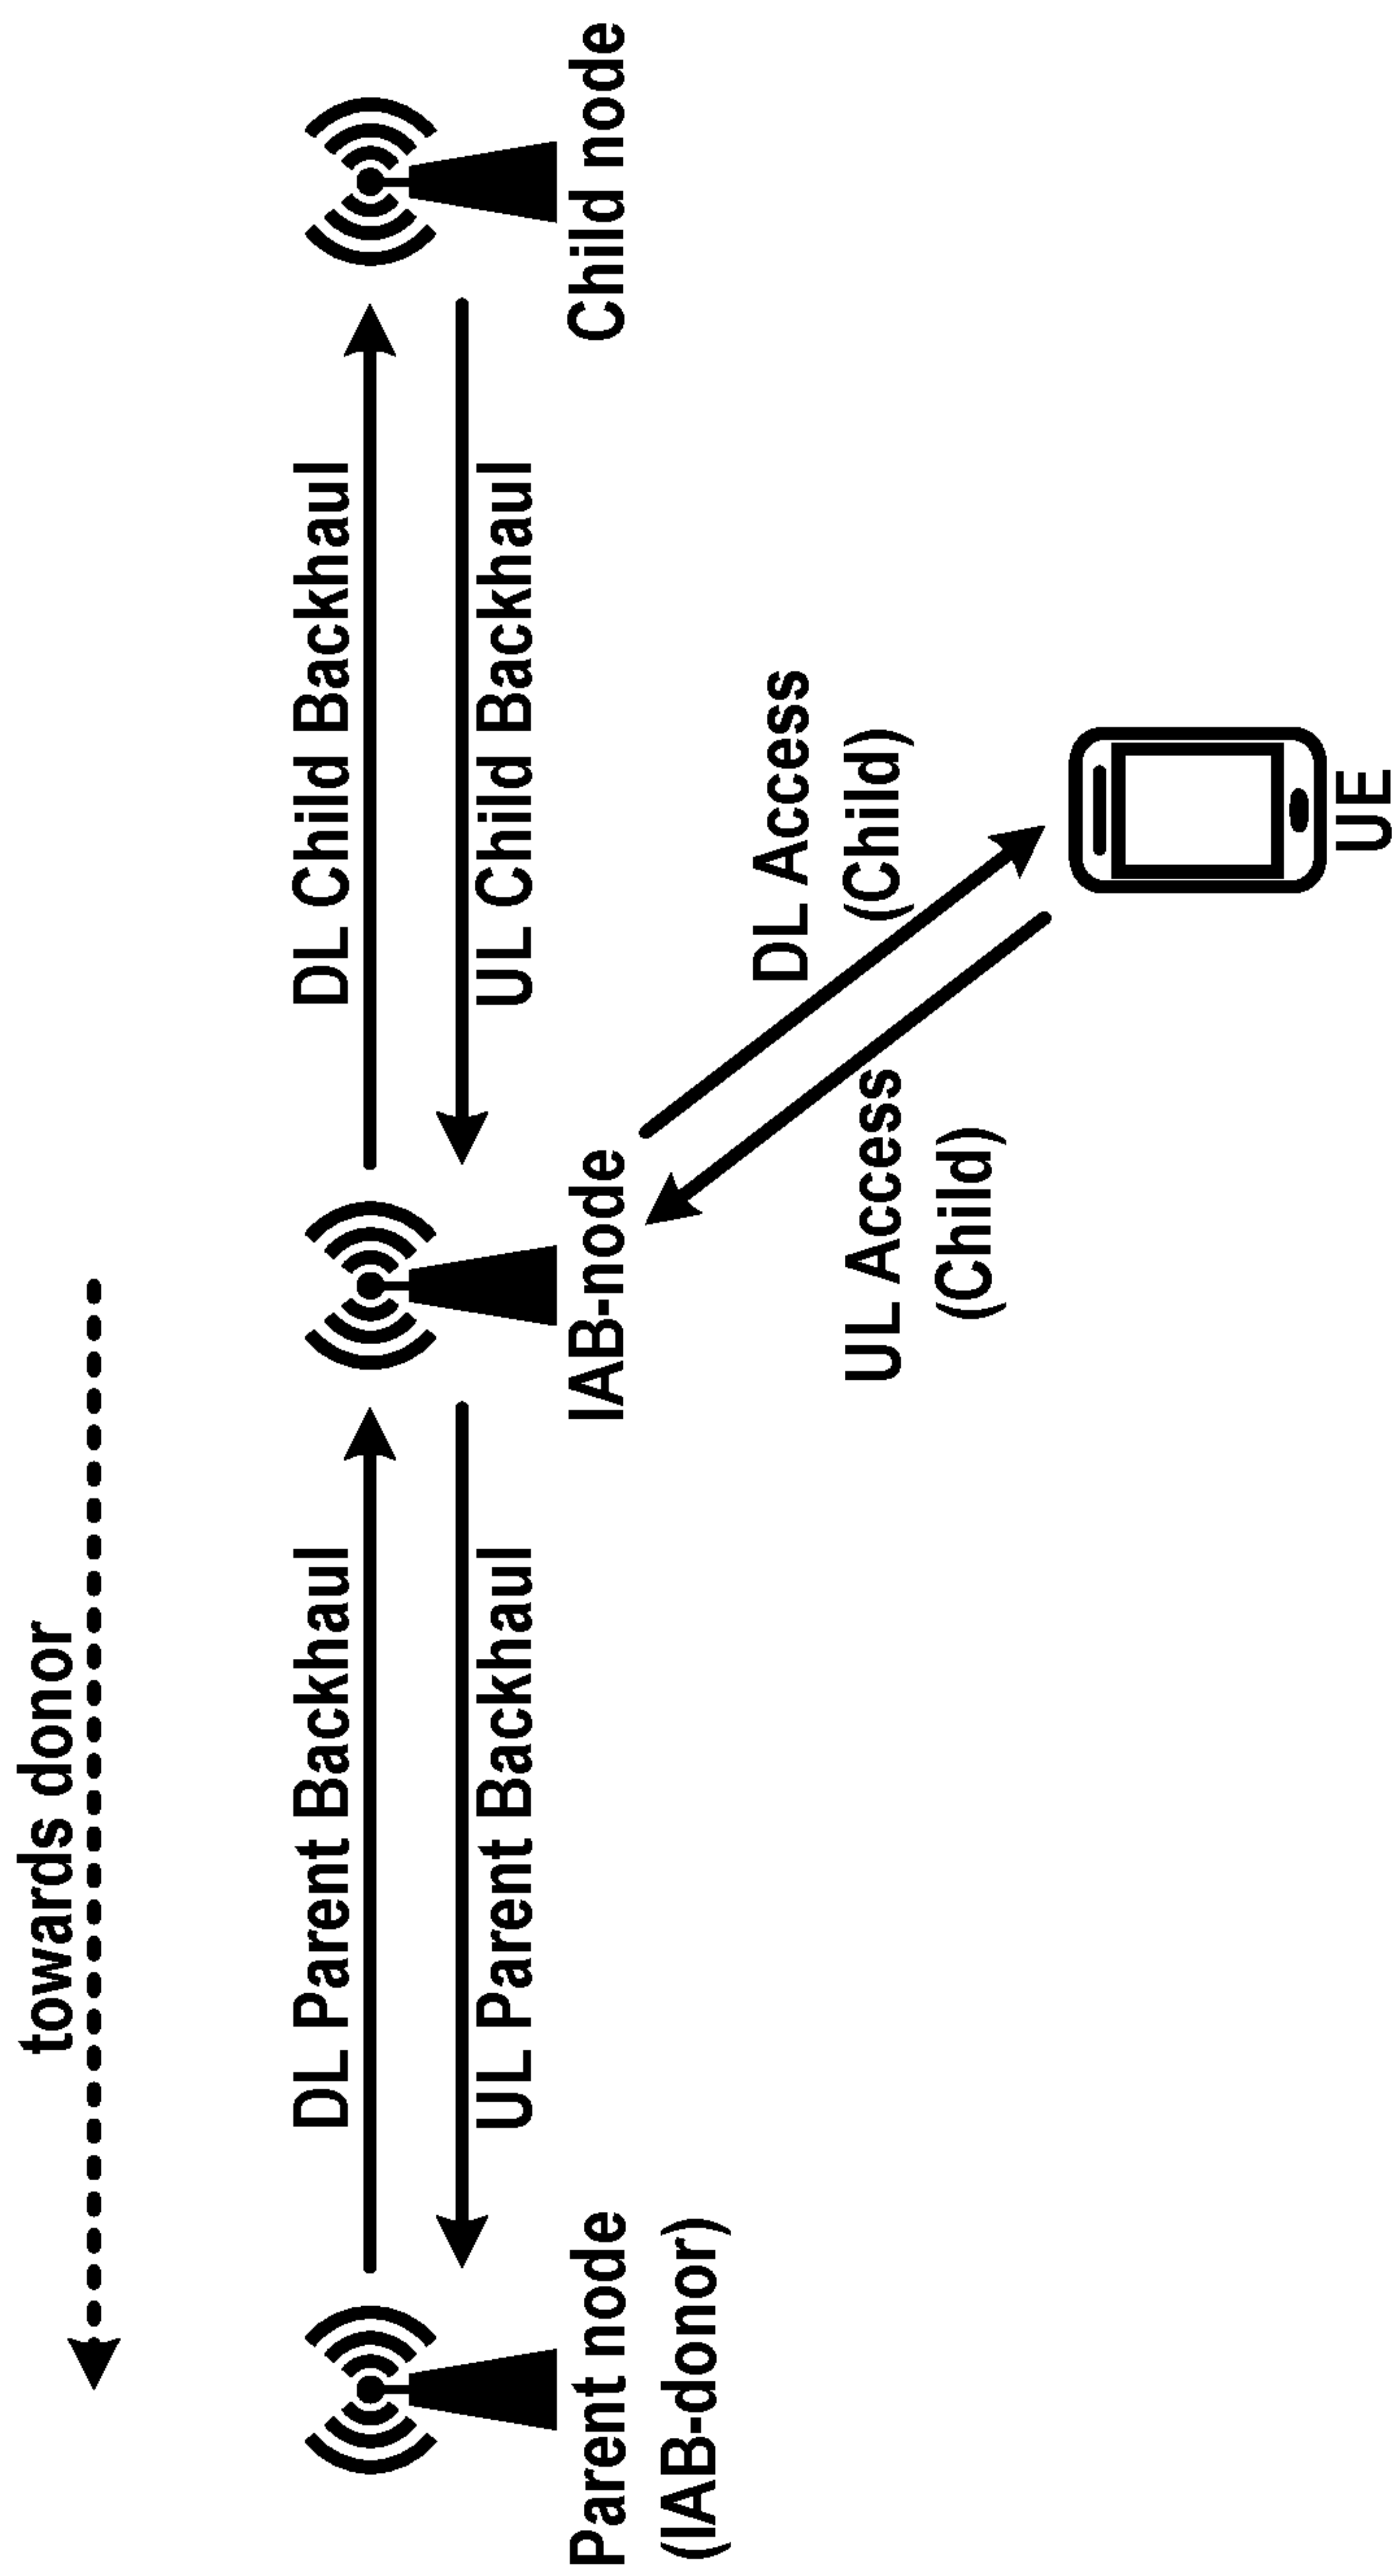 towards donor
DL Parent Backhaul
DL Child Backhaul
UL Parent Backhaul
UL Child Backhaul
Parent node
(IAB-donor)
IAB-node
Child node
DL Access
(Child)
UL Access
(Child)
UE